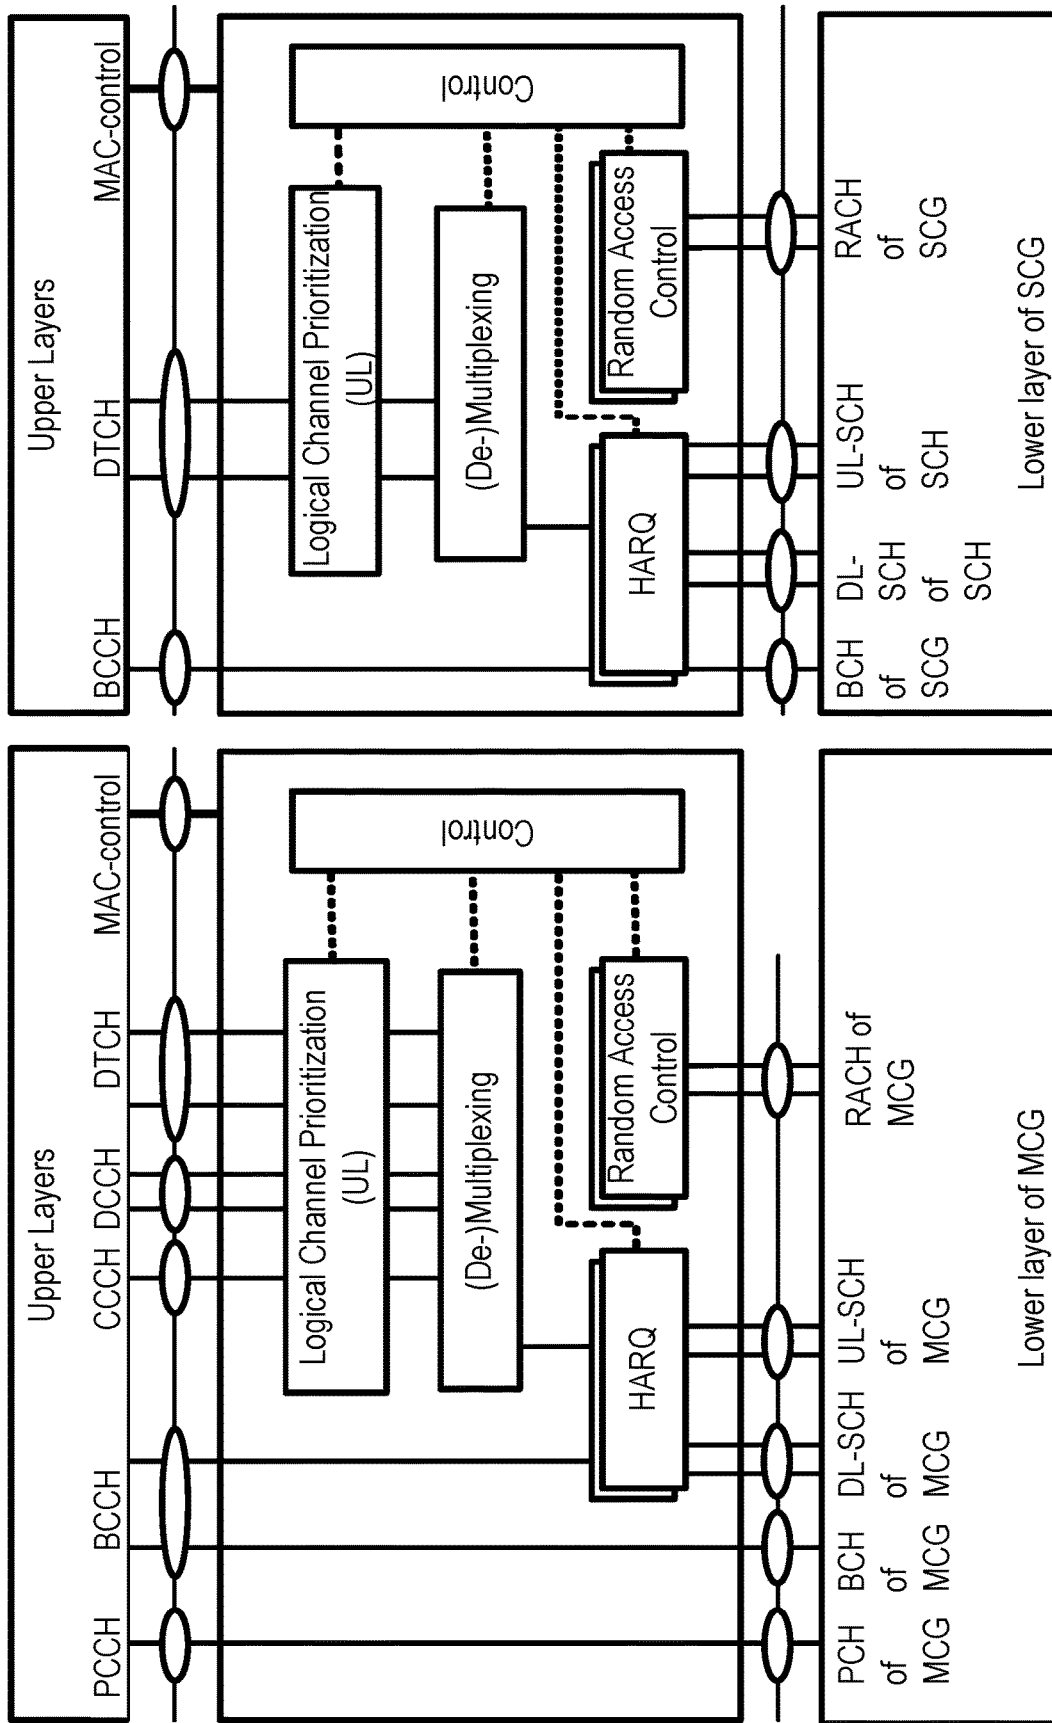 Upper Layers
PCCH
BCCH
CCCH
DCCH
DTCH
MAC-control
Logical Channel Prioritization
(UL)
(De-)Multiplexing
HARQ
Random Access
Control
Control
PCH
of
MCG
BCH
of
MCG
DL-SCH
of
MCG
UL-SCH
of
MCG
RACH of
MCG
Lower layer of MCG
Upper Layers
BCCH
DTCH
MAC-control
Logical Channel Prioritization
(UL)
(De-)Multiplexing
HARQ
Random Access
Control
Control
BCH
of
SCG
DL-
SCH
of
SCH
UL-SCH
of
SCH
RACH
of
SCG
Lower layer of SCG